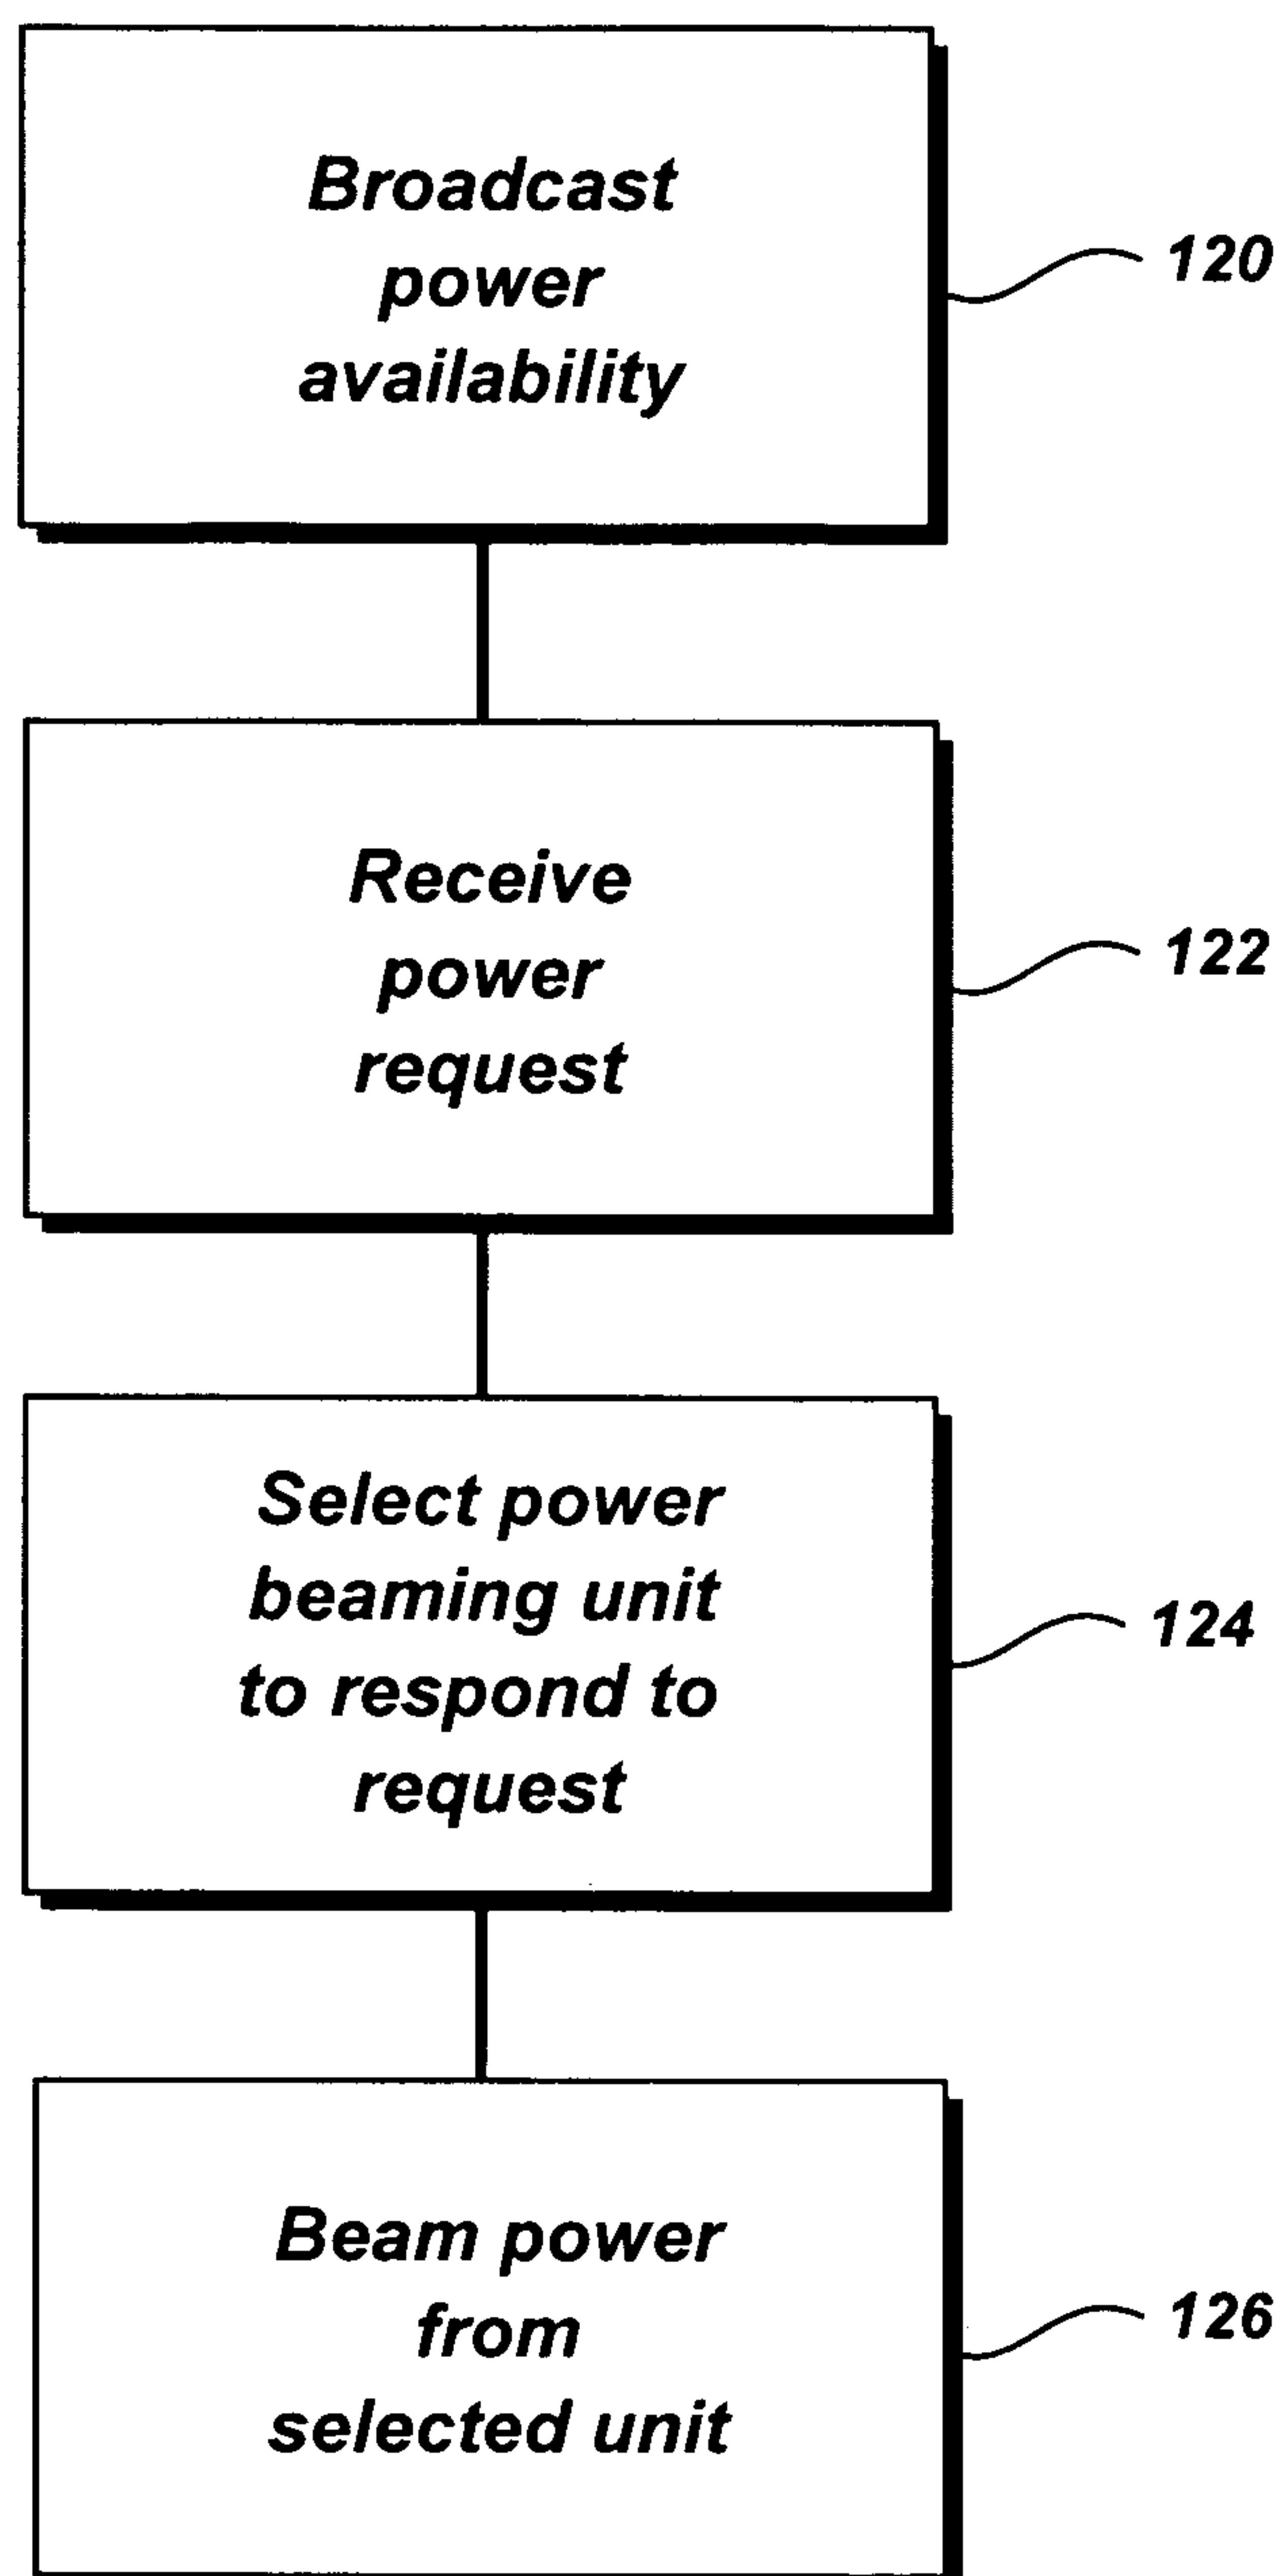 Broadcast
power
availability
120
Receive
power
request
122
Select power
beaming unit
to respond to
request
124
Beam power
from
selected unit
126